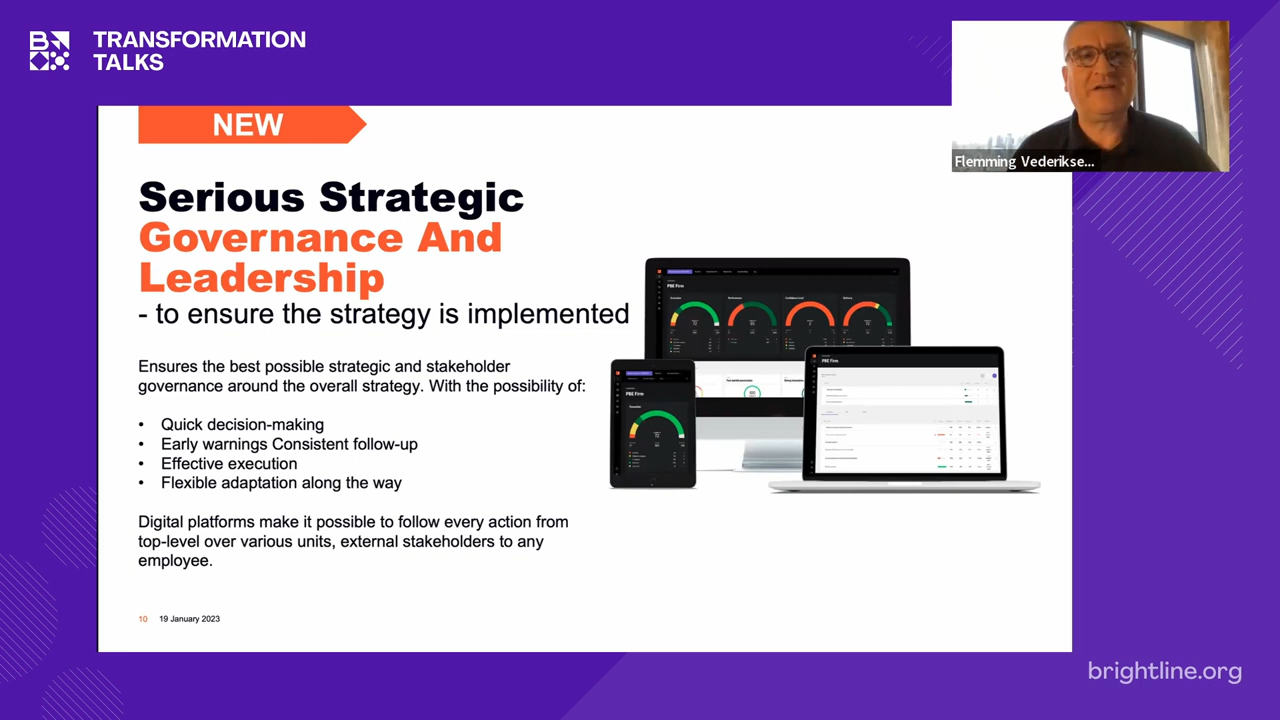 TRANSFORMATION
TALKS
Flemming Vederikse...
NEW
Serious Strategic
Governance And
Leadership
- to ensure the strategy is implemented
Ensures the best possible strategic and stakeholder
governance around the overall strategy. With the possibility of:
• Quick decision-making
• Early warnings Consistent follow-up
• Effective execution
• Flexible adaptation along the way
Digital platforms make it possible to follow every action from
top-level over various units, external stakeholders to any
employee.
PBE Firm
PBE Firm
PBE Firm
10 19 January 2023
brightline.org